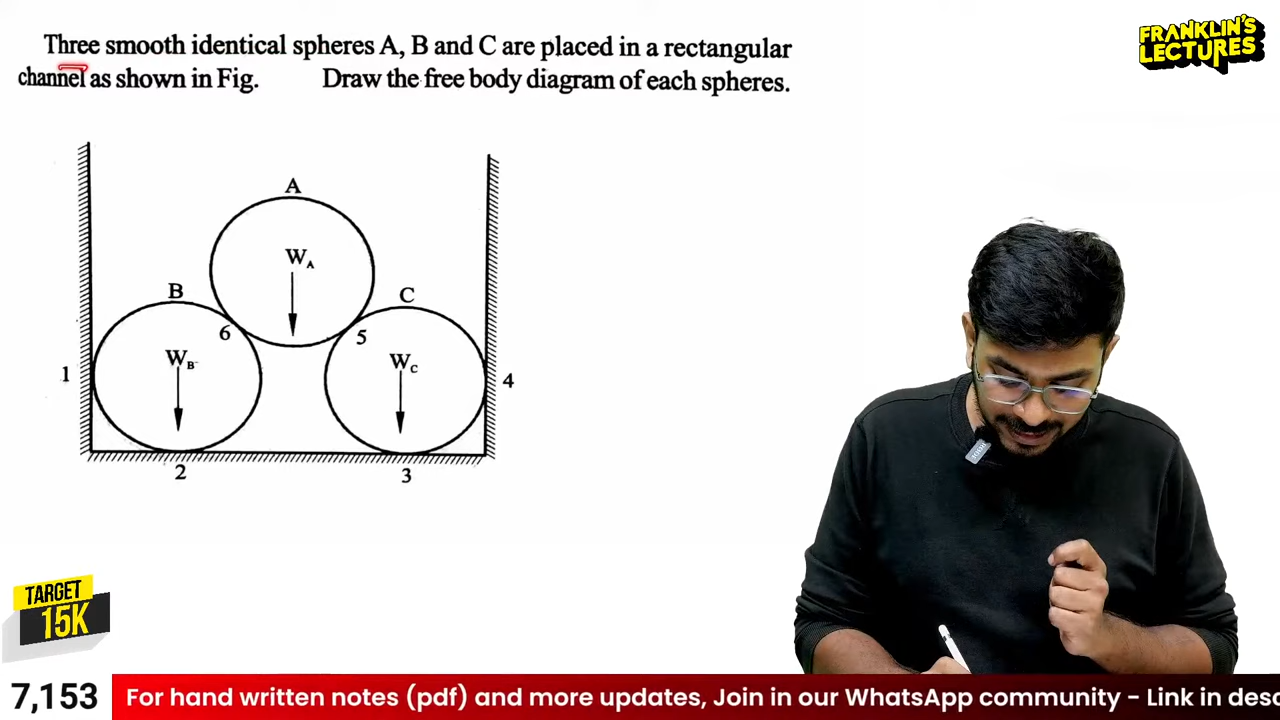 Three smooth identical spheres A, B and C are placed in a rectangular
channel as shown in Fig. Draw the free body diagram of each spheres.
FRANKLIN'S
LECTURES
A
W_A
B
C
6
5
W_B
W_C
1
4
2
3
TARGET
15K
7,153
For hand written notes (pdf) and more updates, Join in our WhatsApp community - Link in desc